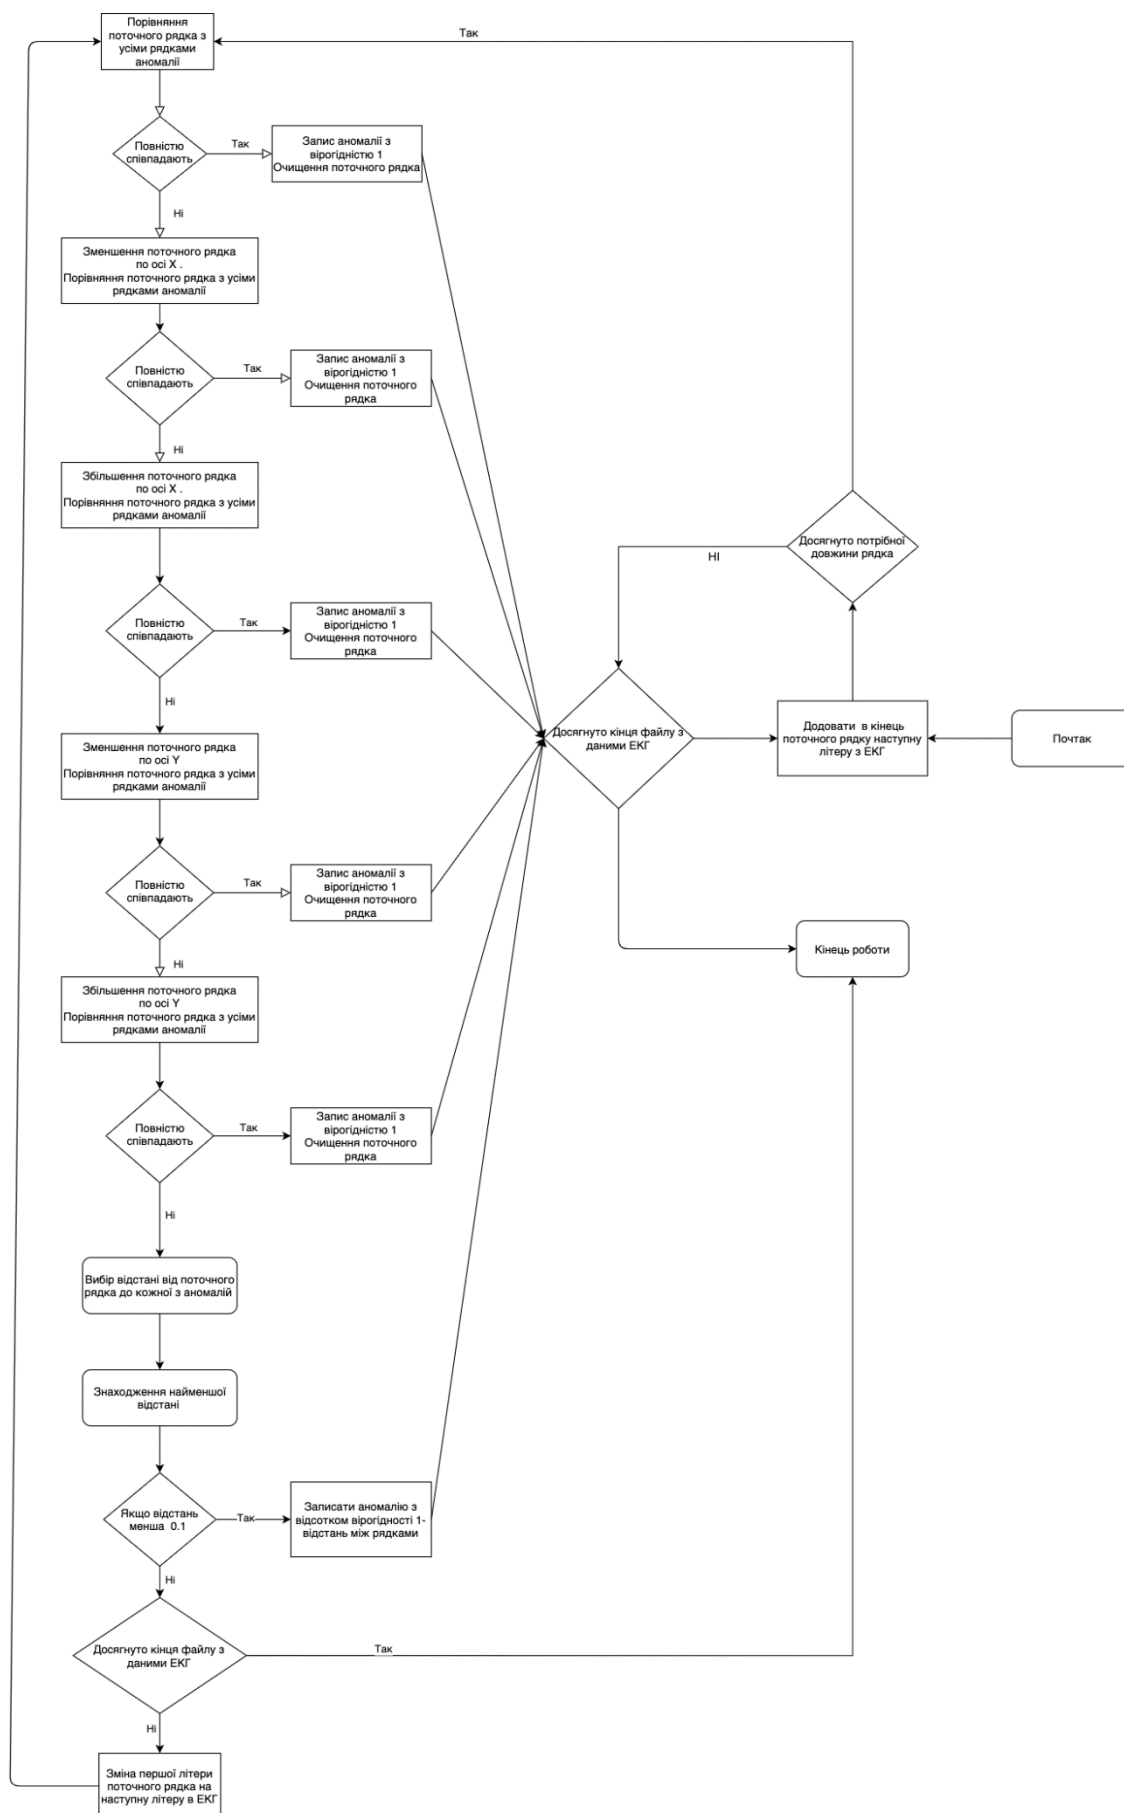 Порівняння
поточного рядка з
усіми рядками
аномалії
Так
Повністю
співпадають
Так
Запис аномалії з
вірогідністю 1
Очищення поточного рядка
Ні
Зменшення поточного рядка
по осі X .
Порівняння поточного рядка з усіми
рядками аномалії
Повністю
співпадають
Так
Запис аномалії з
вірогідністю 1
Очищення поточного
рядка
Ні
Збільшення поточного рядка
по осі X .
Порівняння поточного рядка з усіми
рядками аномалії
Досягнуто потрібної
довжини рядка
НІ
Повністю
співпадають
Так
Запис аномалії з
вірогідністю 1
Очищення поточного
рядка
Ні
Досягнуто кінця файлу з
даними ЕКГ
Додовати в кінець
поточного рядку наступну
літеру з ЕКГ
Почтак
Зменшення поточного рядка
по осі Y
Порівняння поточного рядка з усіми
рядками аномалії
Повністю
співпадають
Так
Запис аномалії з
вірогідністю 1
Очищення поточного
рядка
Ні
Кінець роботи
Збільшення поточного рядка
по осі Y
Порівняння поточного рядка з усіми
рядками аномалії
Повністю
співпадають
Так
Запис аномалії з
вірогідністю 1
Очищення поточного
рядка
Ні
Вибір відстані від поточного
рядка до кожної з аномалій
Знаходження найменшої
відстані
Якщо відстань
менша 0.1
Так
Записати аномалію з
відсотком вірогідності 1-
відстань між рядками
Ні
Досягнуто кінця файлу з
даними ЕКГ
Так
Ні
Зміна першої літери
поточного рядка на
наступну літеру в ЕКГ